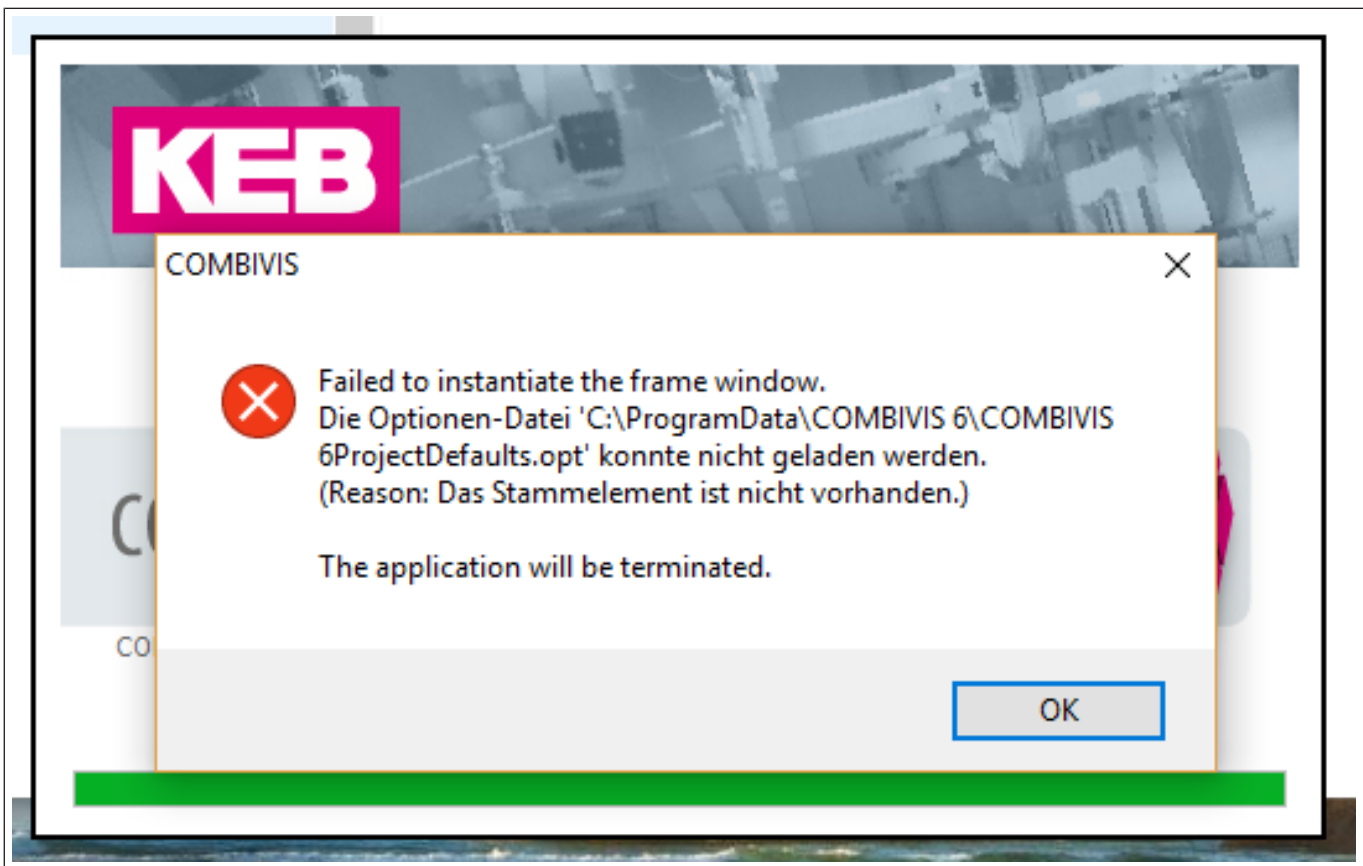 KEB
COMBIVIS
Failed to instantiate the frame window.
Die Optionen-Datei 'C:\ProgramData\COMBIVIS 6\COMBIVIS
6ProjectDefaults.opt' konnte nicht geladen werden.
(Reason: Das Stammelement ist nicht vorhanden.)
The application will be terminated.
CO
OK